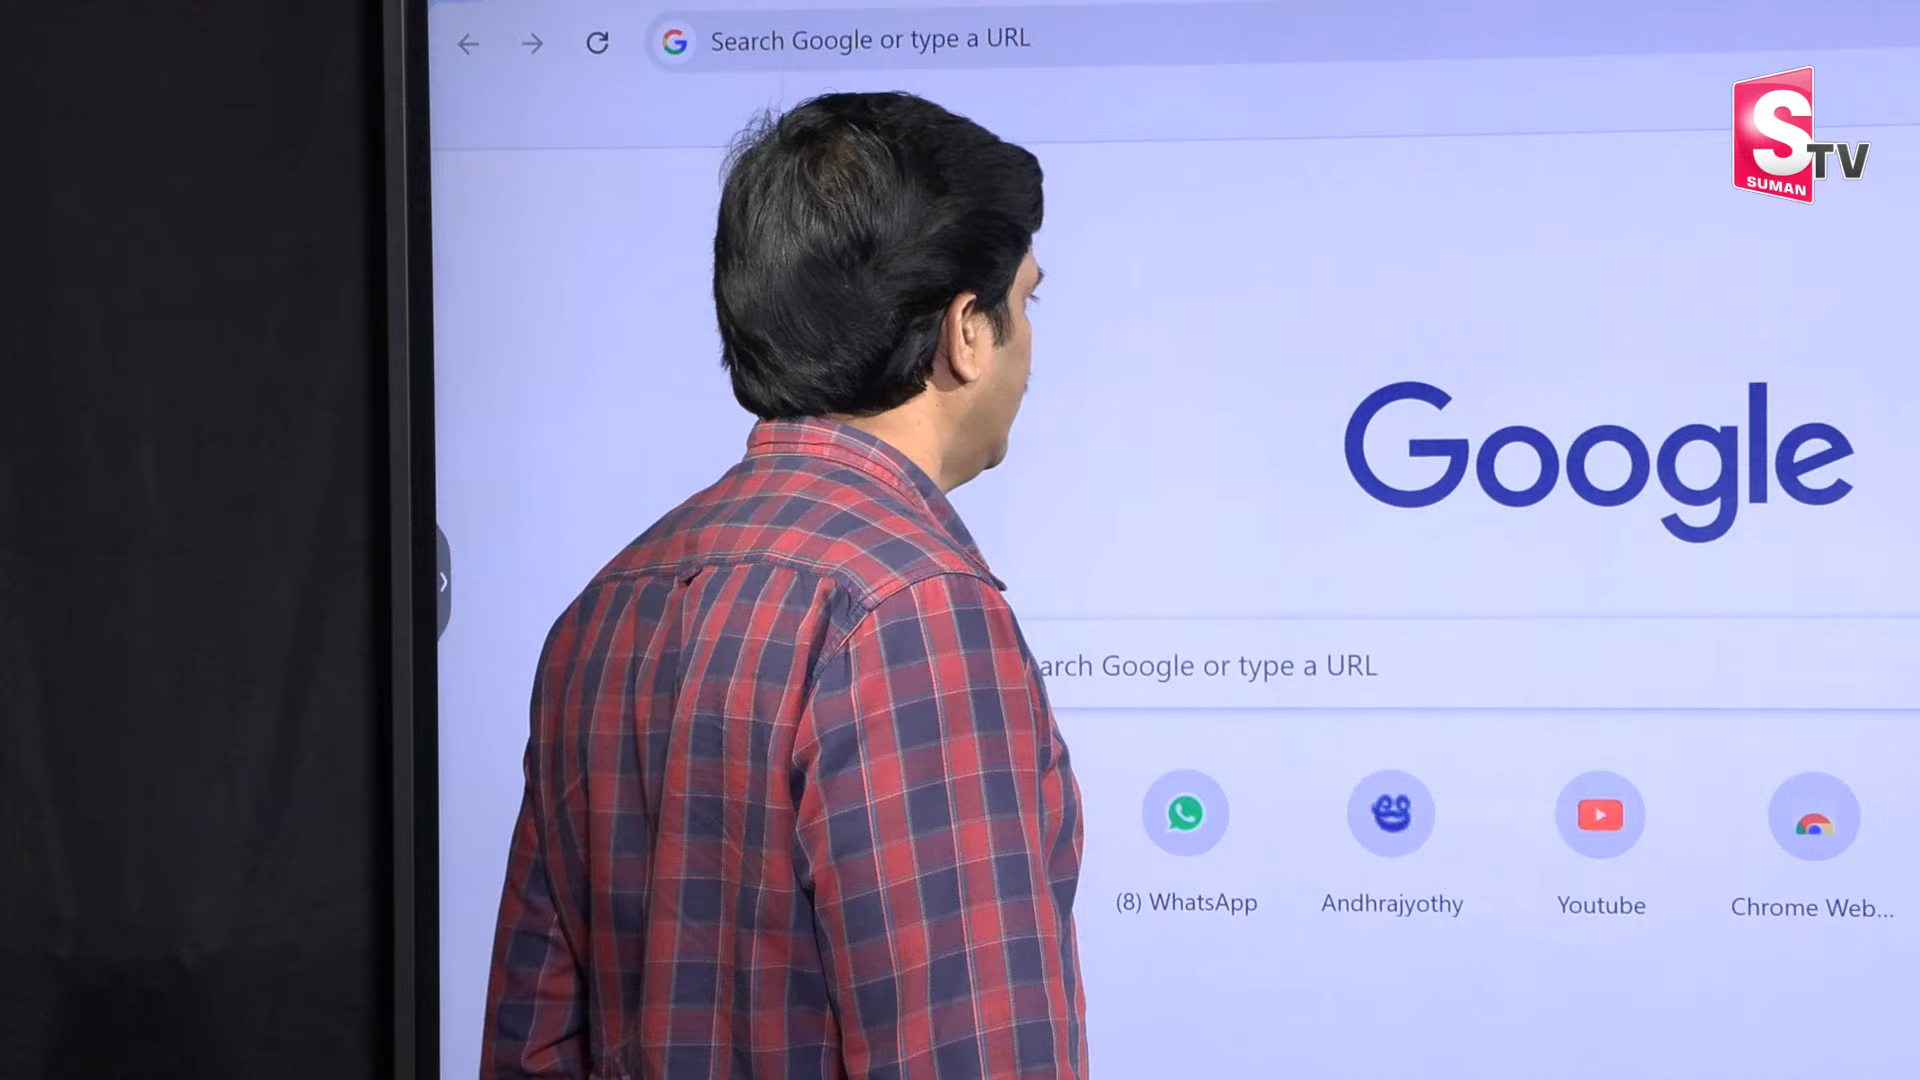 Search Google or type a URL
S
TV
SUMAN
Google
arch Google or type a URL
(8) WhatsApp
Andhrajyothy
Youtube
Chrome Web...